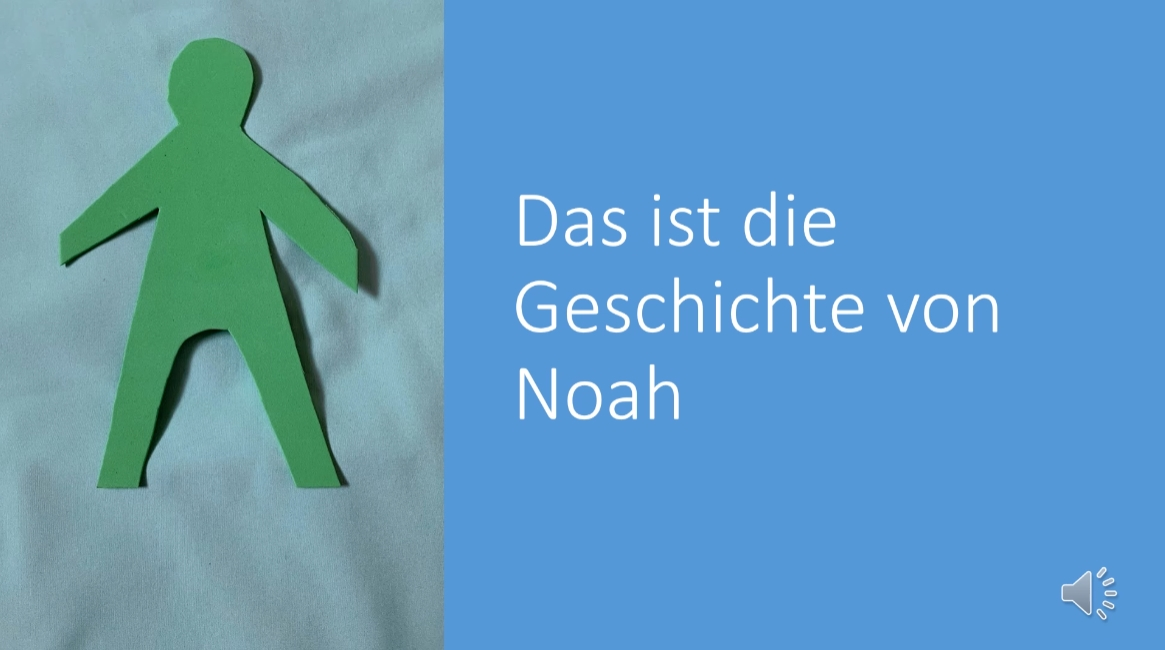 Das ist die
Geschichte von
Noah